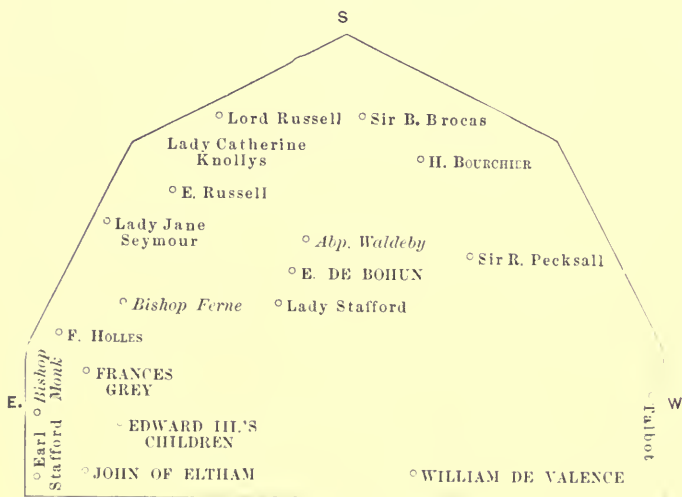 S
Lord Russell
Sir B. Brocas
Lady Catherine
Knollys
H. BOURCHIER
E. Russell
Lady Jane
Seymour
Abp. Waldeby
Sir R. Pecksall
E. DE BOHUN
Bishop Ferne
Lady Stafford
F. HOLLES
Bishop
Monk
FRANCES
GREY
E.
W
Talbot
EDWARD III.'S
CHILDREN
Earl
Stafford
JOHN OF ELTHAM
WILLIAM DE VALENCE